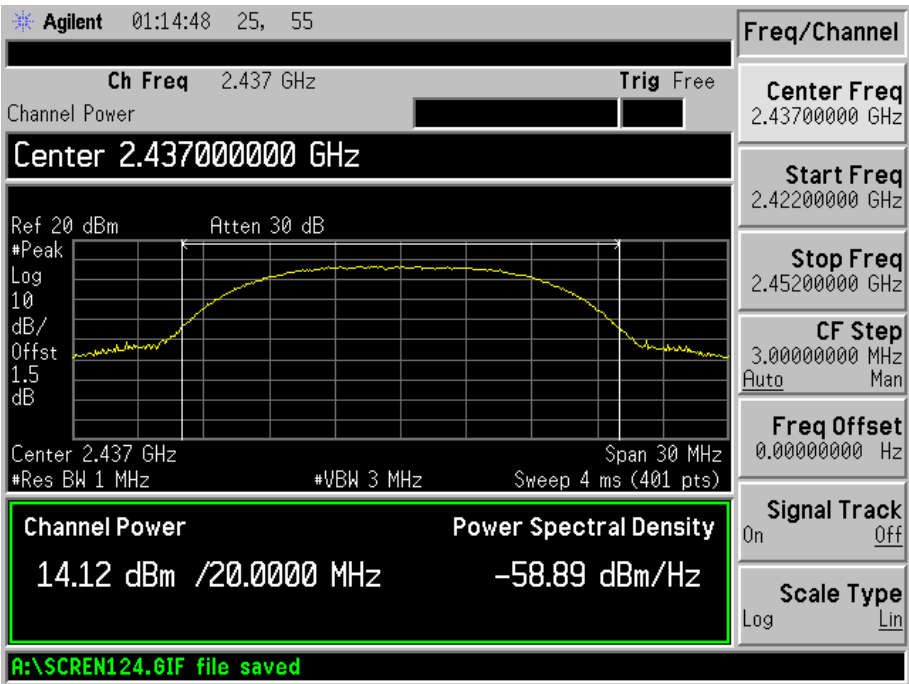 Agilent 01:14:48 25, 55
Ch Freq 2.437 GHz Trig Free
Channel Power
Center 2.437000000 GHz
Ref 20 dBm Atten 30 dB
#Peak
Log
10
dB/
Offst
1.5
dB
Center 2.437 GHz Span 30 MHz
#Res BW 1 MHz #VBW 3 MHz Sweep 4 ms (401 pts)
Channel Power Power Spectral Density
14.12 dBm /20.0000 MHz -58.89 dBm/Hz
A:\SCREN124.GIF file saved
Freq/Channel
Center Freq
2.43700000 GHz
Start Freq
2.42200000 GHz
Stop Freq
2.45200000 GHz
CF Step
3.00000000 MHz
Auto Man
Freq Offset
0.00000000 Hz
Signal Track
On Off
Scale Type
Log Lin